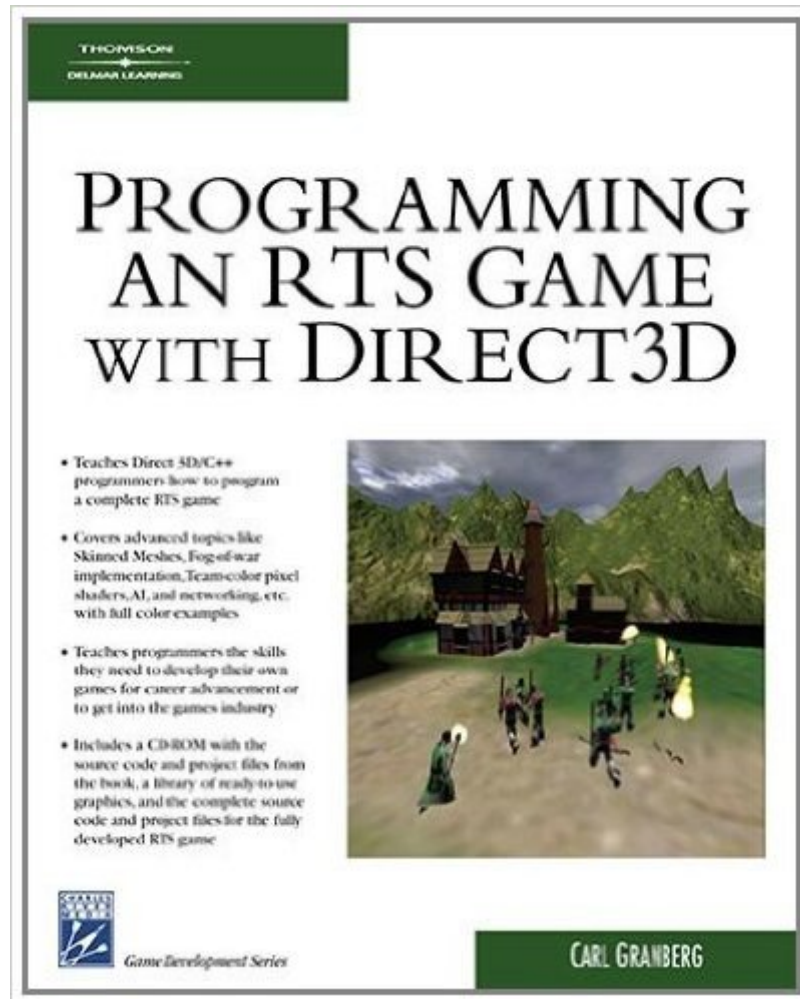 THOMSON
DELMAR LEARNING
PROGRAMMING
AN RTS GAME
WITH DIRECT3D
• Teaches Direct 3D/C++
programmers how to program
a complete RTS game
• Covers advanced topics like
Skinned Meshes, Fog-of-war
implementation, Team-color pixel
shaders, AI, and networking, etc.
with full color examples
• Teaches programmers the skills
they need to develop their own
games for career advancement or
to get into the games industry
• Includes a CD-ROM with the
source code and project files from
the book, a library of ready-to-use
graphics, and the complete source
code and project files for the fully
developed RTS game
CHARLES
RIVER
MEDIA
Game Development Series
CARL GRANBERG